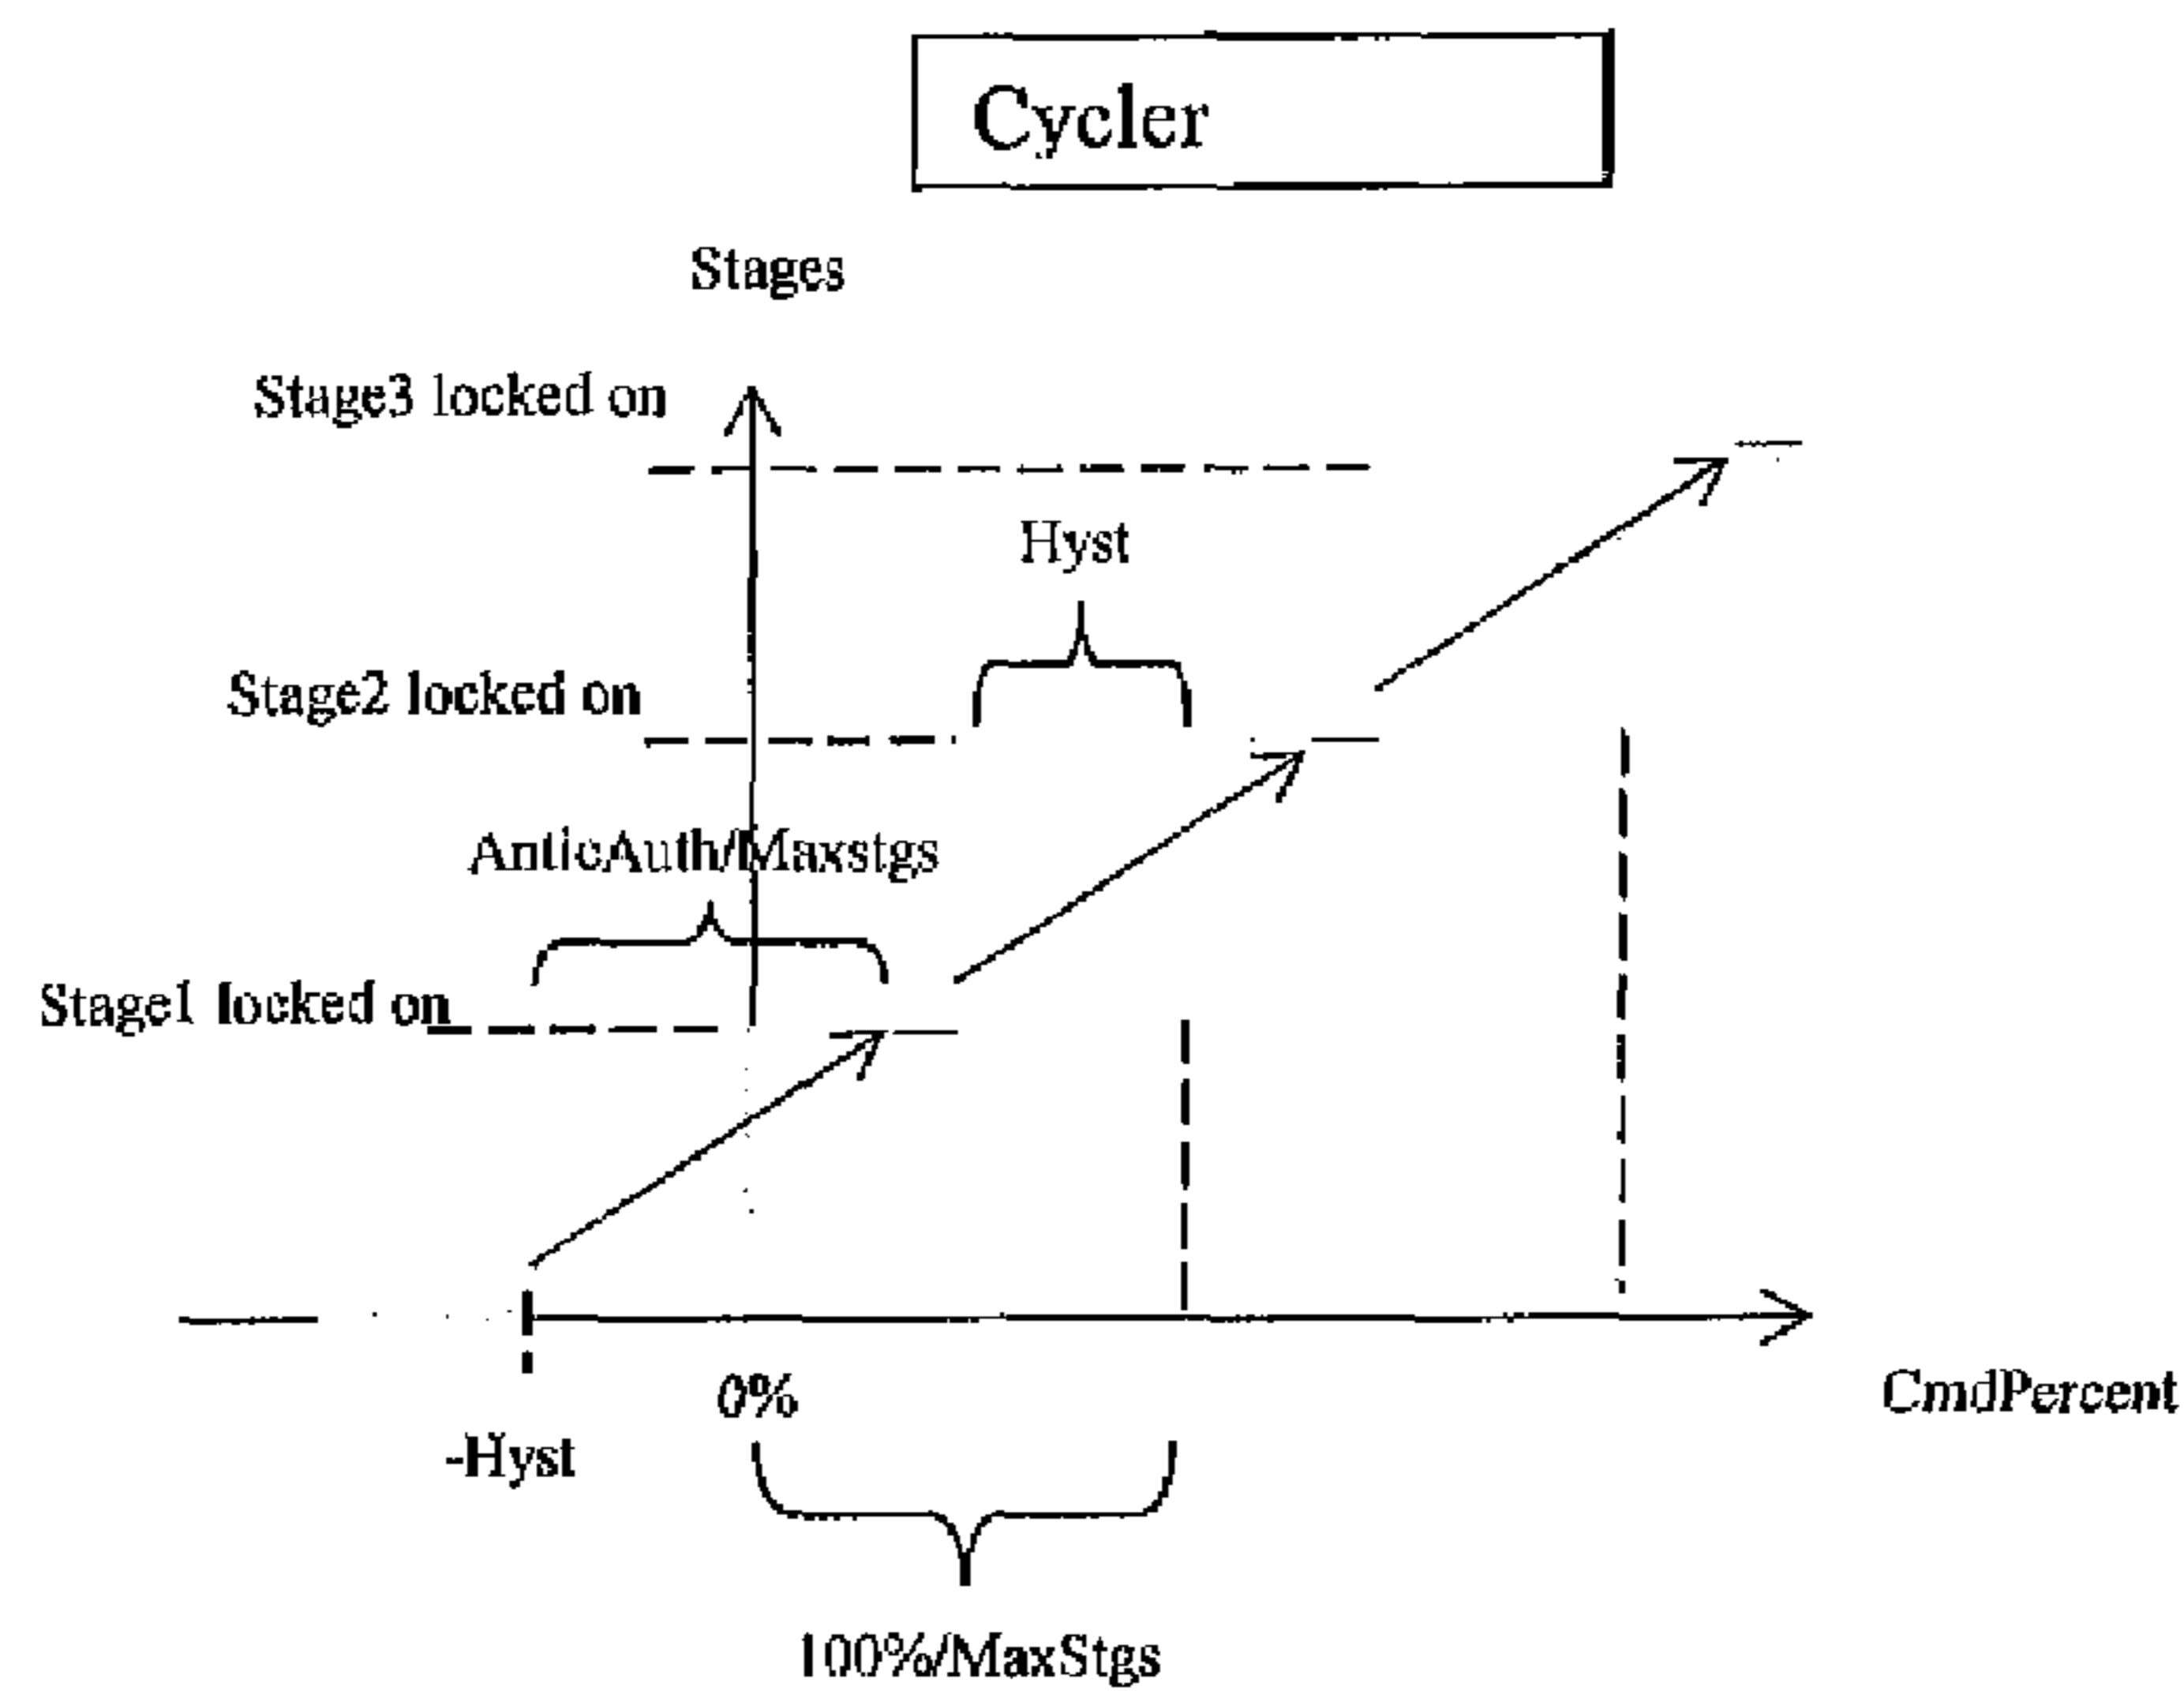 Cycler
Stages
Stage3 locked on
Hyst
Stage2 locked on
AnticAuth/Maxstgs
Stage1 locked on
0%
CmdPercent
-Hyst
100%/MaxStgs